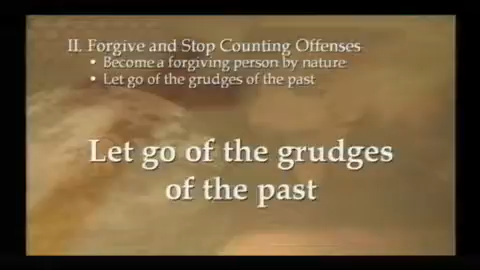 II. Forgive and Stop Counting Offenses
• Become a forgiving person by nature
• Let go of the grudges of the past
Let go of the grudges
of the past